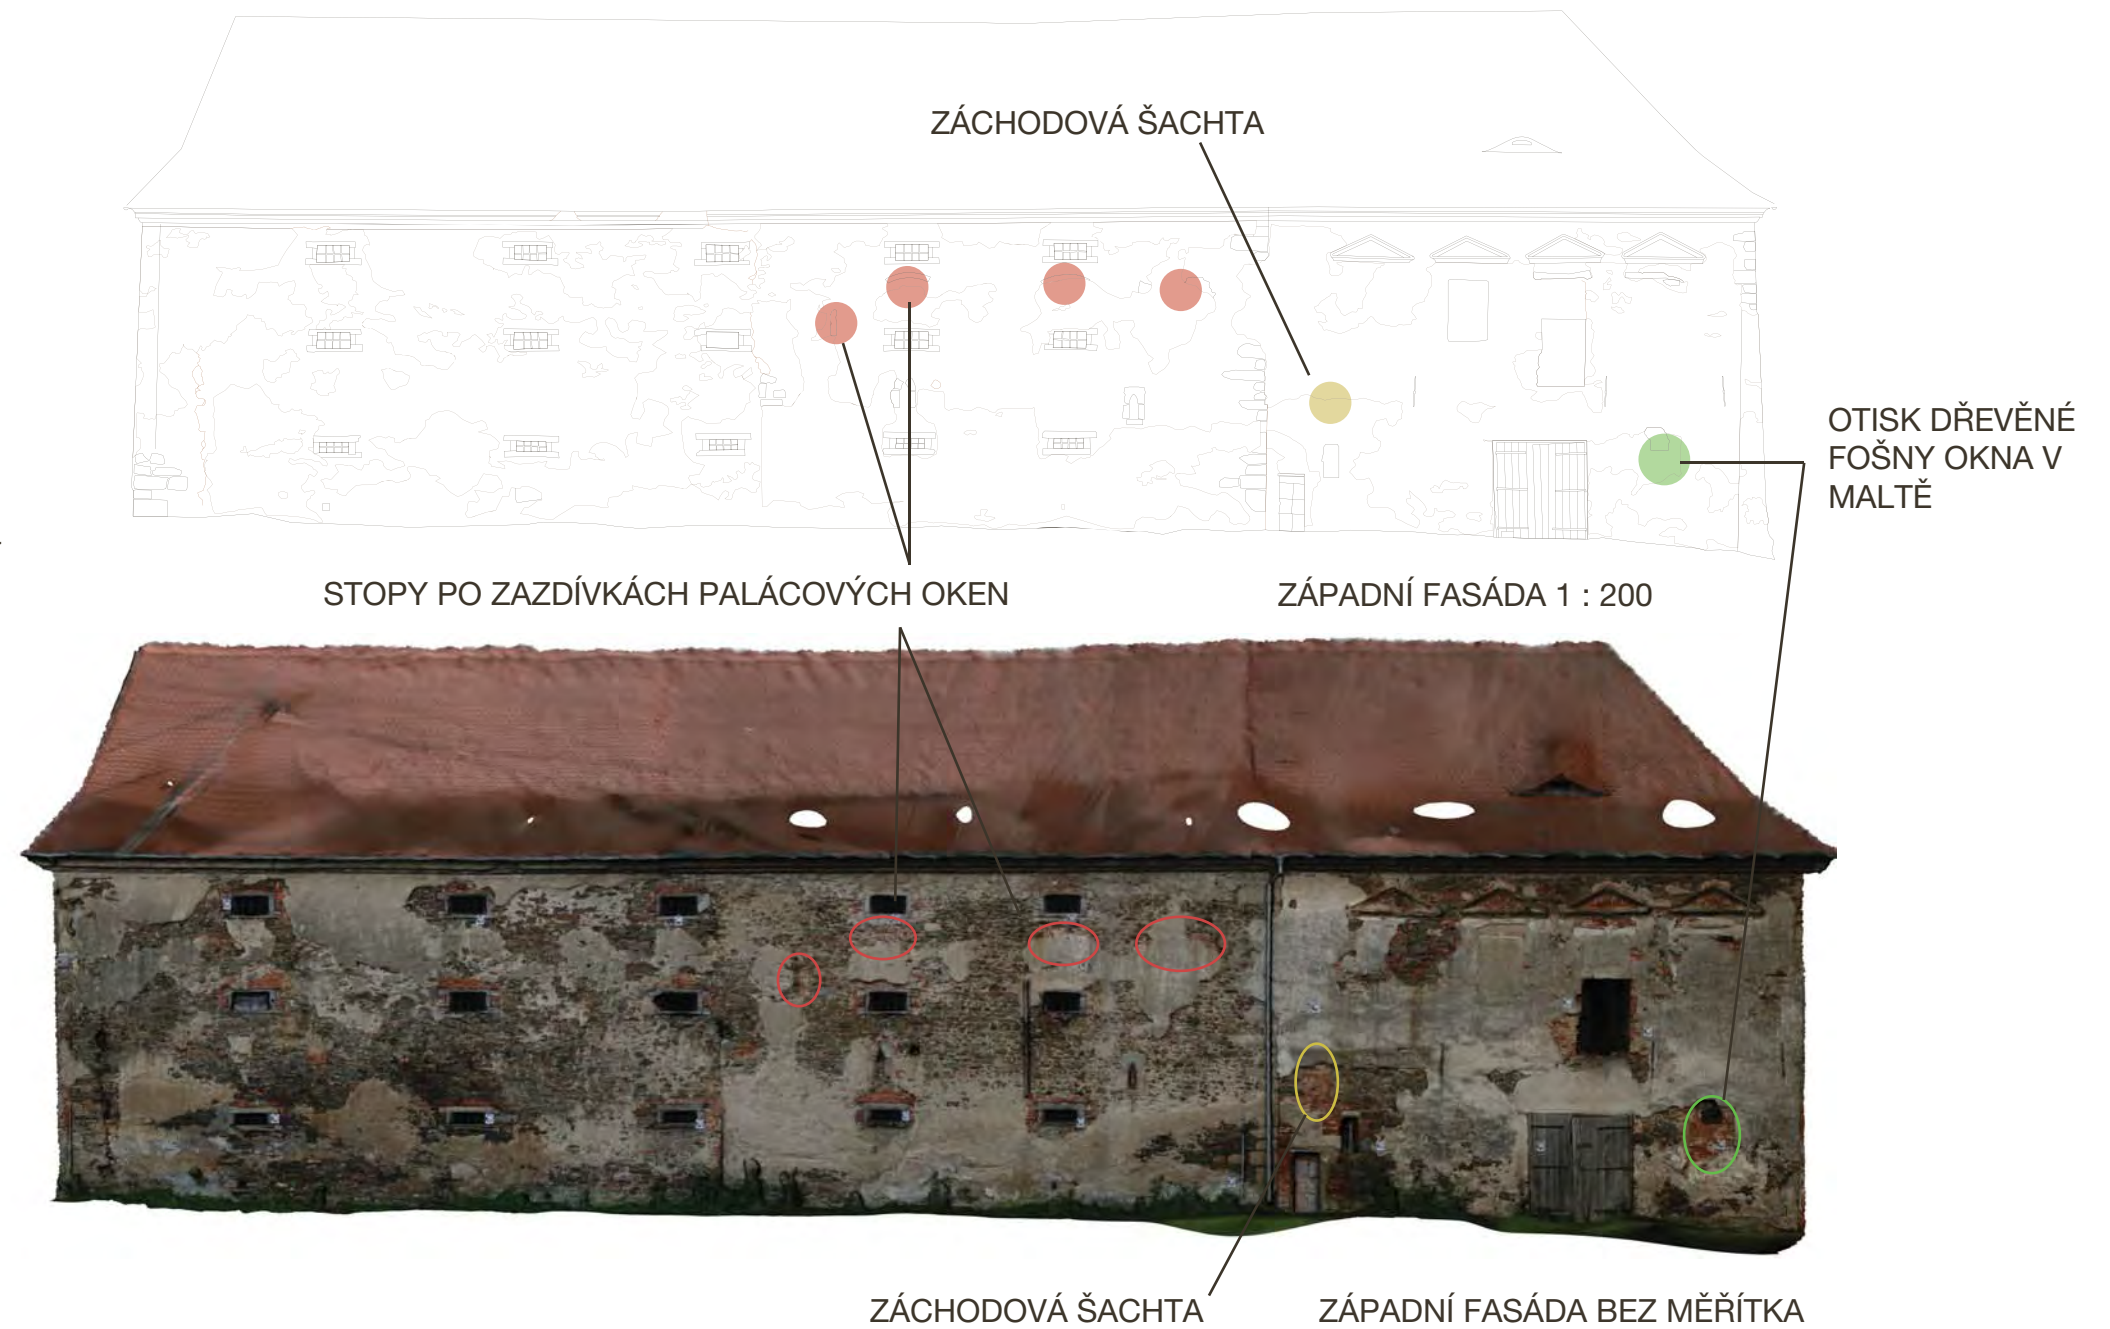 ZÁCHODOVÁ ŠACHTA
OTISK DŘEVĚNÉ
FOŠNY OKNA V
MALTĚ
STOPY PO ZAZDÍVKÁCH PALÁCOVÝCH OKEN
ZÁPADNÍ FASÁDA 1 : 200
ZÁCHODOVÁ ŠACHTA
ZÁPADNÍ FASÁDA BEZ MĚŘÍTKA